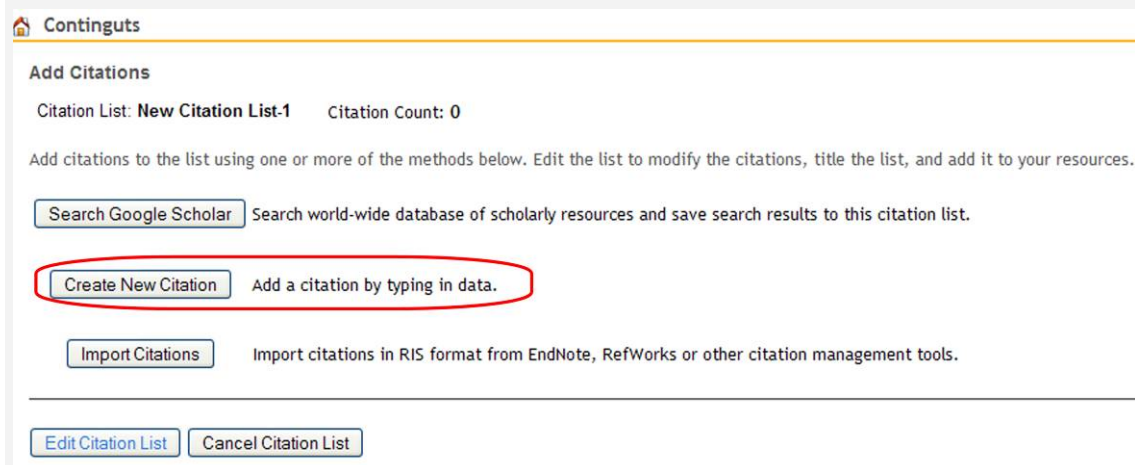 Continguts
Add Citations
Citation List: New Citation List-1 Citation Count: 0
Add citations to the list using one or more of the methods below. Edit the list to modify the citations, title the list, and add it to your resources.
Search Google Scholar Search world-wide database of scholarly resources and save search results to this citation list.
Create New Citation Add a citation by typing in data.
Import Citations Import citations in RIS format from EndNote, RefWorks or other citation management tools.
Edit Citation List Cancel Citation List